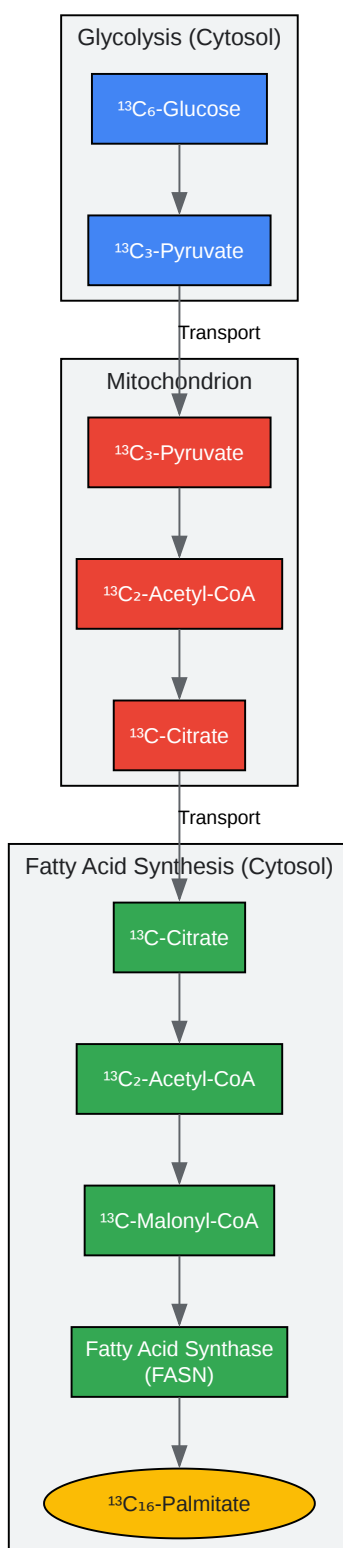 Glycolysis (Cytosol)
¹³C₆-Glucose
¹³C₃-Pyruvate
Transport
Mitochondrion
¹³C₃-Pyruvate
¹³C₂-Acetyl-CoA
¹³C-Citrate
Transport
Fatty Acid Synthesis (Cytosol)
¹³C-Citrate
¹³C₂-Acetyl-CoA
¹³C-Malonyl-CoA
Fatty Acid Synthase
(FASN)
¹³C₁₆-Palmitate